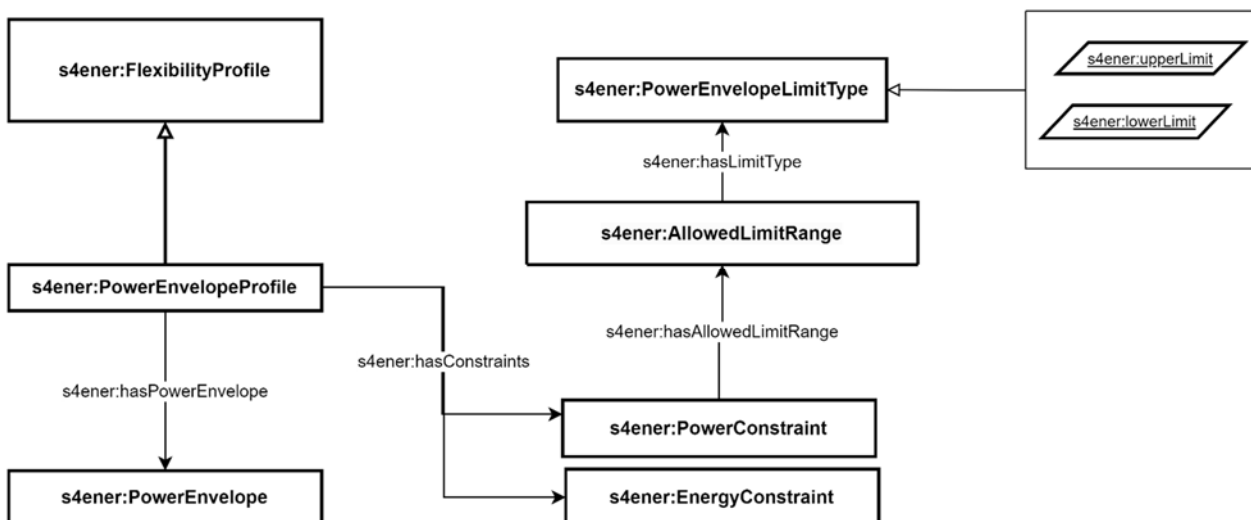 s4ener:FlexibilityProfile
s4ener:PowerEnvelopeLimitType
s4ener:upperLimit
s4ener:lowerLimit
s4ener:hasLimitType
s4ener:AllowedLimitRange
s4ener:PowerEnvelopeProfile
s4ener:hasAllowedLimitRange
s4ener:hasConstraints
s4ener:hasPowerEnvelope
s4ener:PowerConstraint
s4ener:PowerEnvelope
s4ener:EnergyConstraint